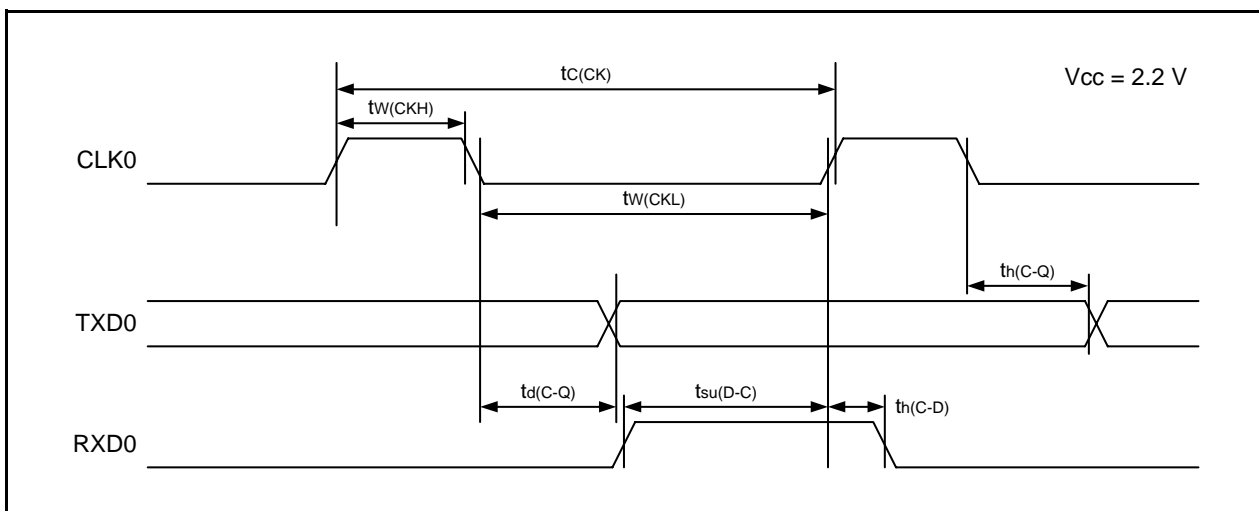 tC(CK)
Vcc = 2.2 V
tW(CKH)
CLK0
tW(CKL)
th(C-Q)
TXD0
td(C-Q)
tsu(D-C)
th(C-D)
RXD0